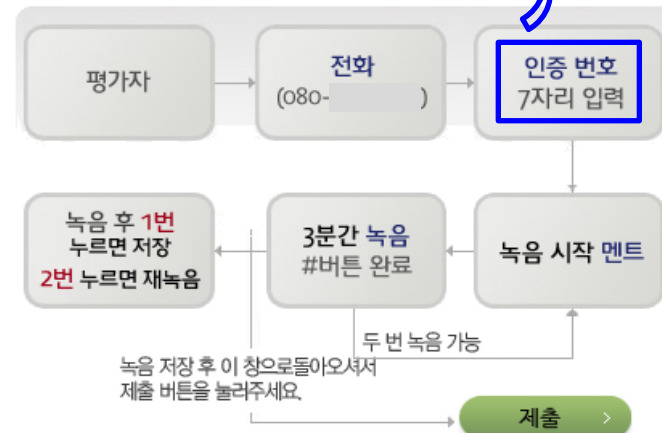 평가자
전화
(080-        )
인증 번호
7자리 입력
녹음 시작 멘트
3분간 녹음
#버튼 완료
녹음 후 1번
누르면 저장
2번 누르면 재녹음
두 번 녹음 가능
녹음 저장 후 이 창으로돌아오셔서
제출 버튼을 눌러주세요.
제출